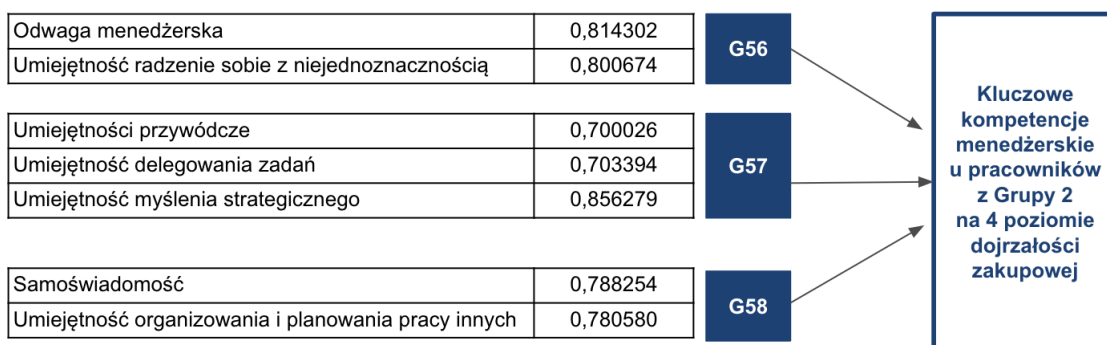 Odwaga menedżerska 0,814302
Umiejętność radzenie sobie z niejednoznacznością 0,800674
G56
Umiejętności przywódcze 0,700026
Umiejętność delegowania zadań 0,703394
Umiejętność myślenia strategicznego 0,856279
G57
Samoświadomość 0,788254
Umiejętność organizowania i planowania pracy innych 0,780580
G58
Kluczowe
kompetencje
menedżerskie
u pracowników
z Grupy 2
na 4 poziomie
dojrzałości
zakupowej